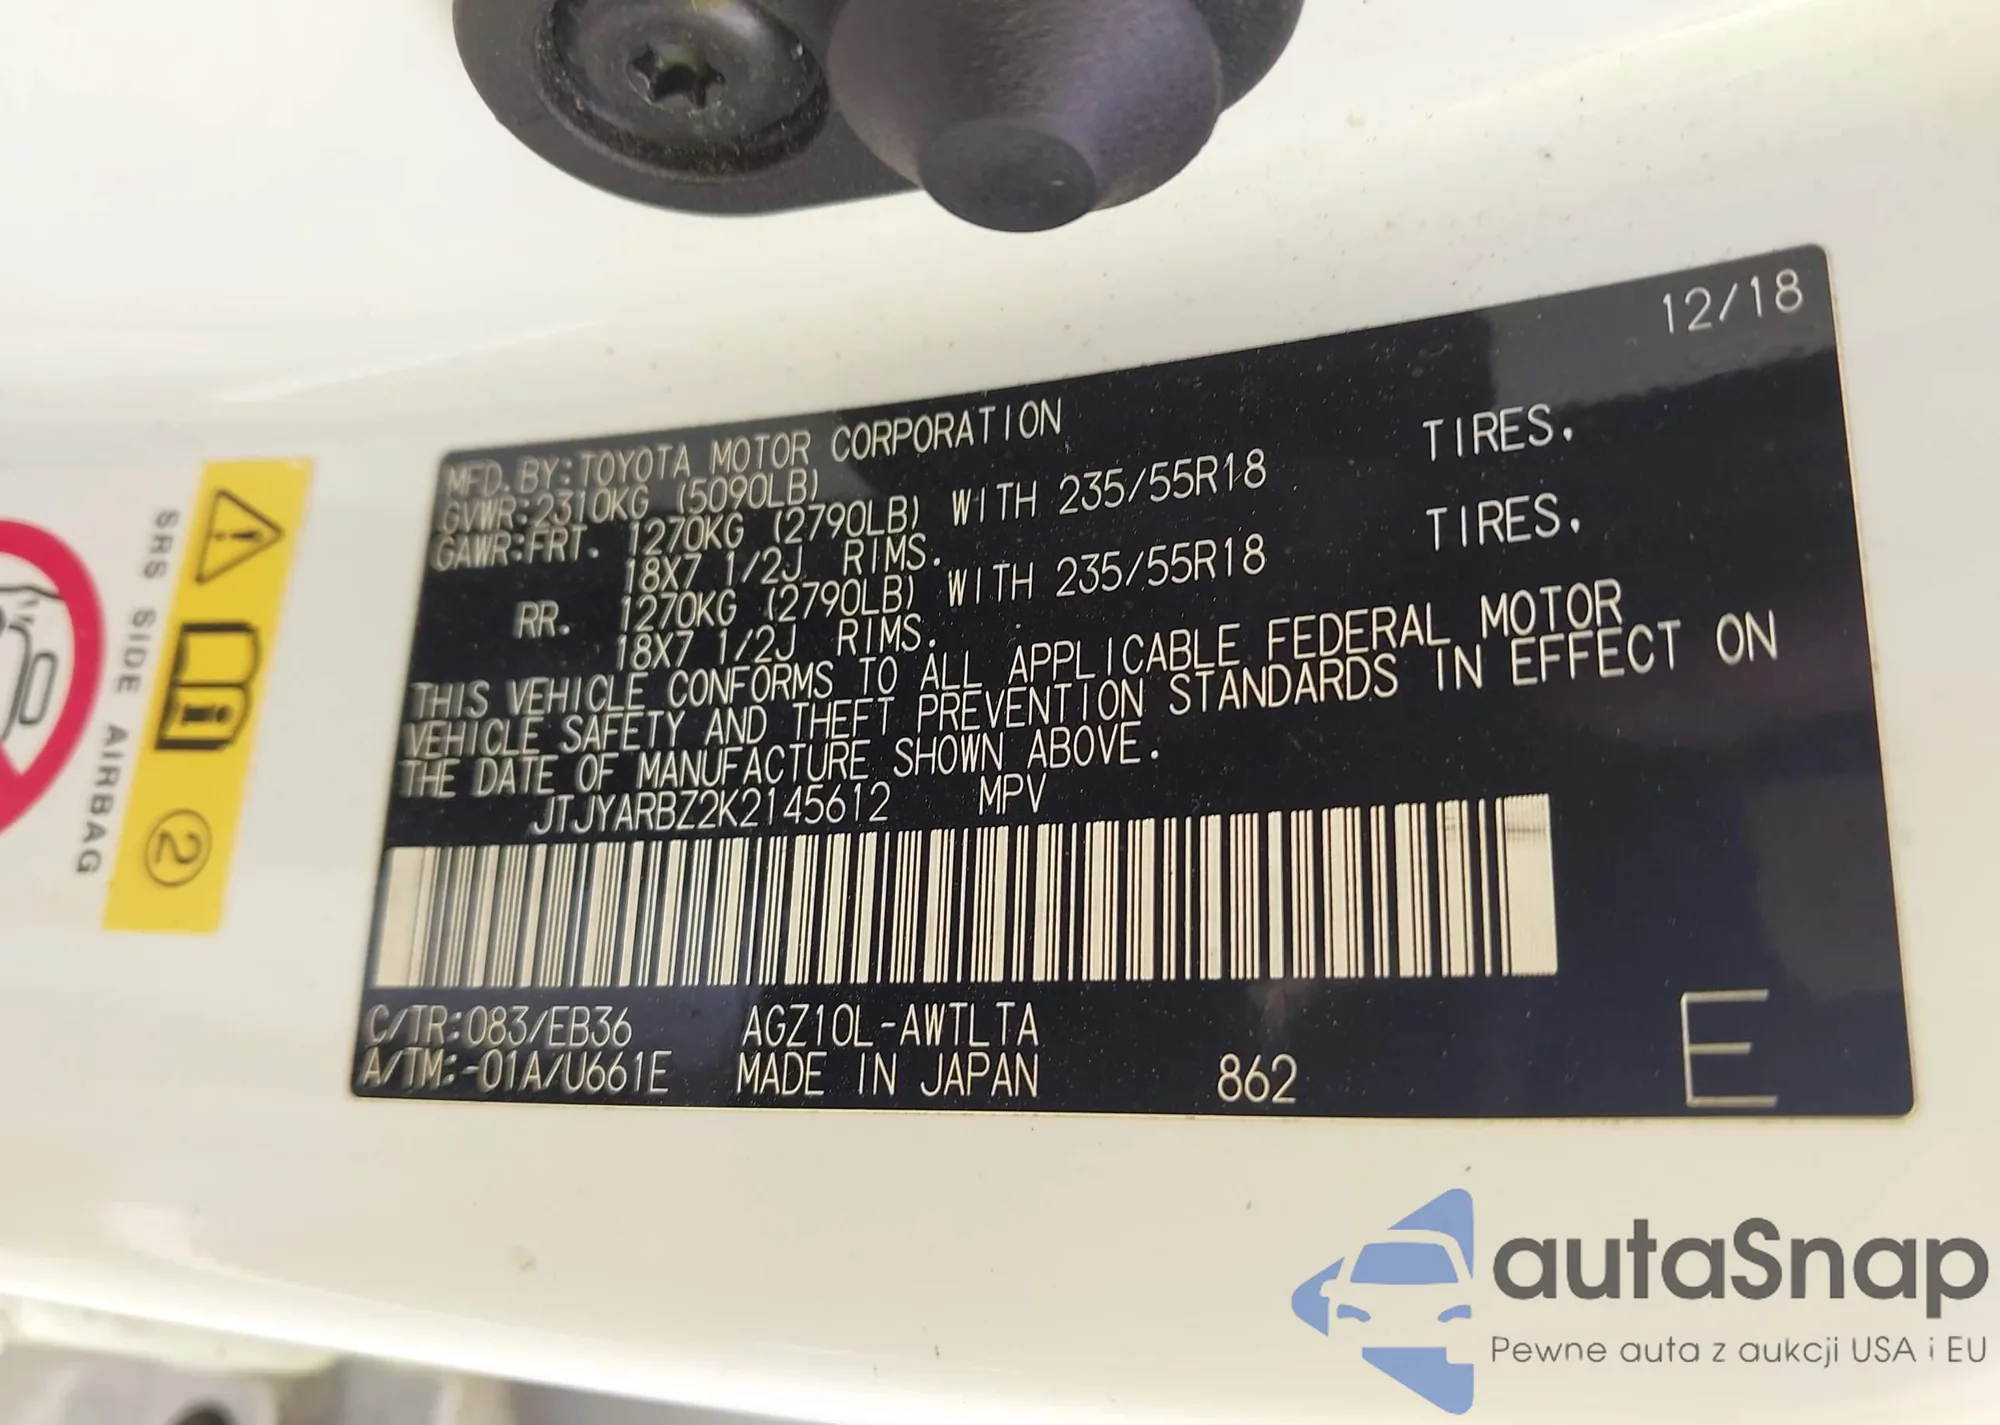 12/18
MFD. BY: TOYOTA MOTOR CORPORATION
GVWR: 2310KG (5090LB)
GAWR: FRT. 1270KG (2790LB) WITH 235/55R18 TIRES.
18X7 1/2J RIMS.
RR. 1270KG (2790LB) WITH 235/55R18 TIRES.
18X7 1/2J RIMS.
THIS VEHICLE CONFORMS TO ALL APPLICABLE FEDERAL MOTOR
VEHICLE SAFETY AND THEFT PREVENTION STANDARDS IN EFFECT ON
THE DATE OF MANUFACTURE SHOWN ABOVE.
JTJYARBZ2K2145612 MPV
C/TR: 083/EB36 AGZ10L-AWTLTA
A/TM: -01A/U661E MADE IN JAPAN 862 E
SRS SIDE AIRBAG
2
autaSnap
Pewne auta z aukcji USA i EU